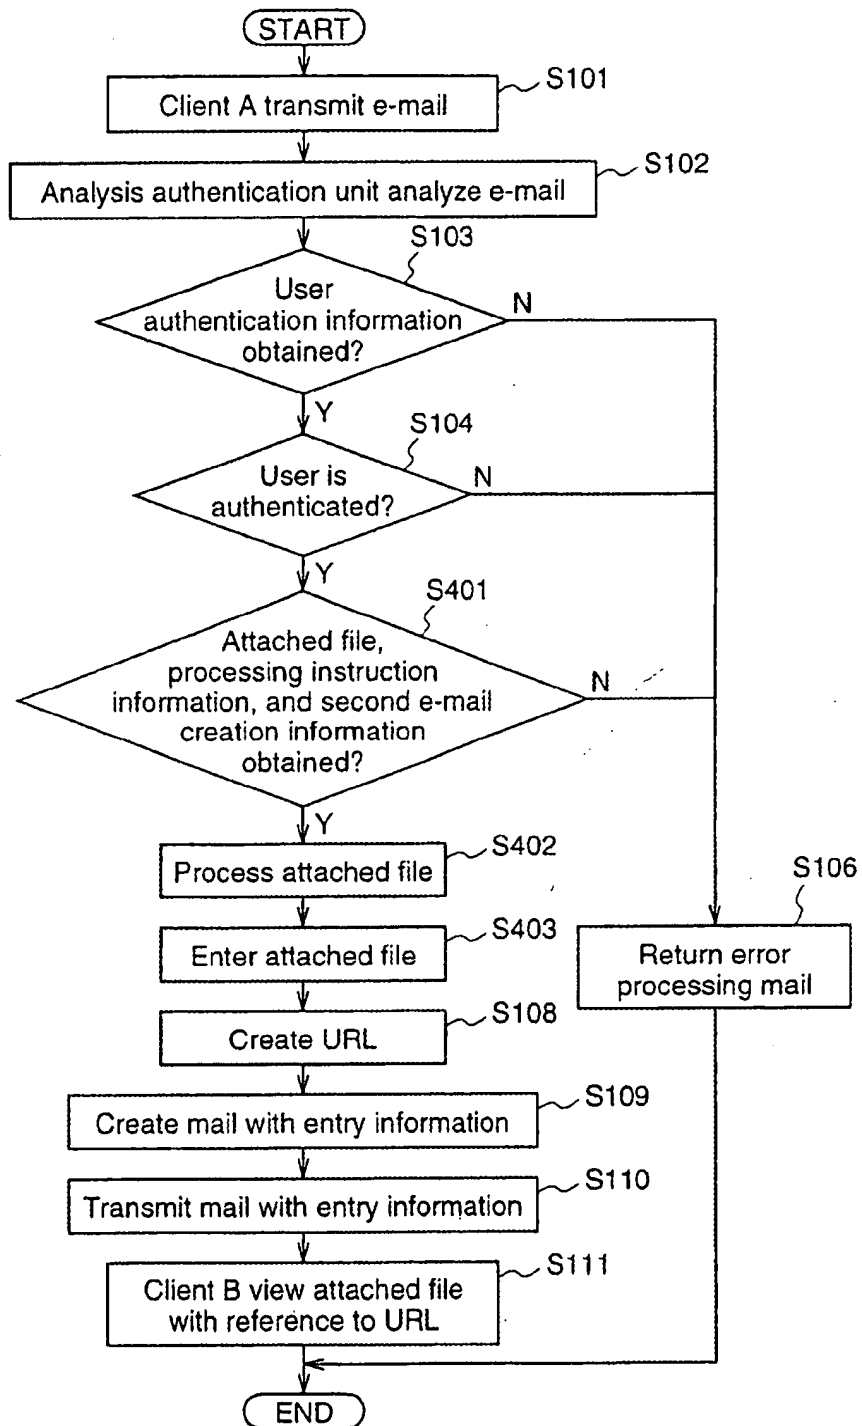 START
S101
Client A transmit e-mail
S102
Analysis authentication unit analyze e-mail
S103
User
authentication information
obtained?
N
Y
S104
User is
authenticated?
N
Y
S401
Attached file,
processing instruction
information, and second e-mail
creation information
obtained?
N
Y
S402
Process attached file
S403
Enter attached file
S106
Return error
processing mail
S108
Create URL
S109
Create mail with entry information
S110
Transmit mail with entry information
S111
Client B view attached file
with reference to URL
END